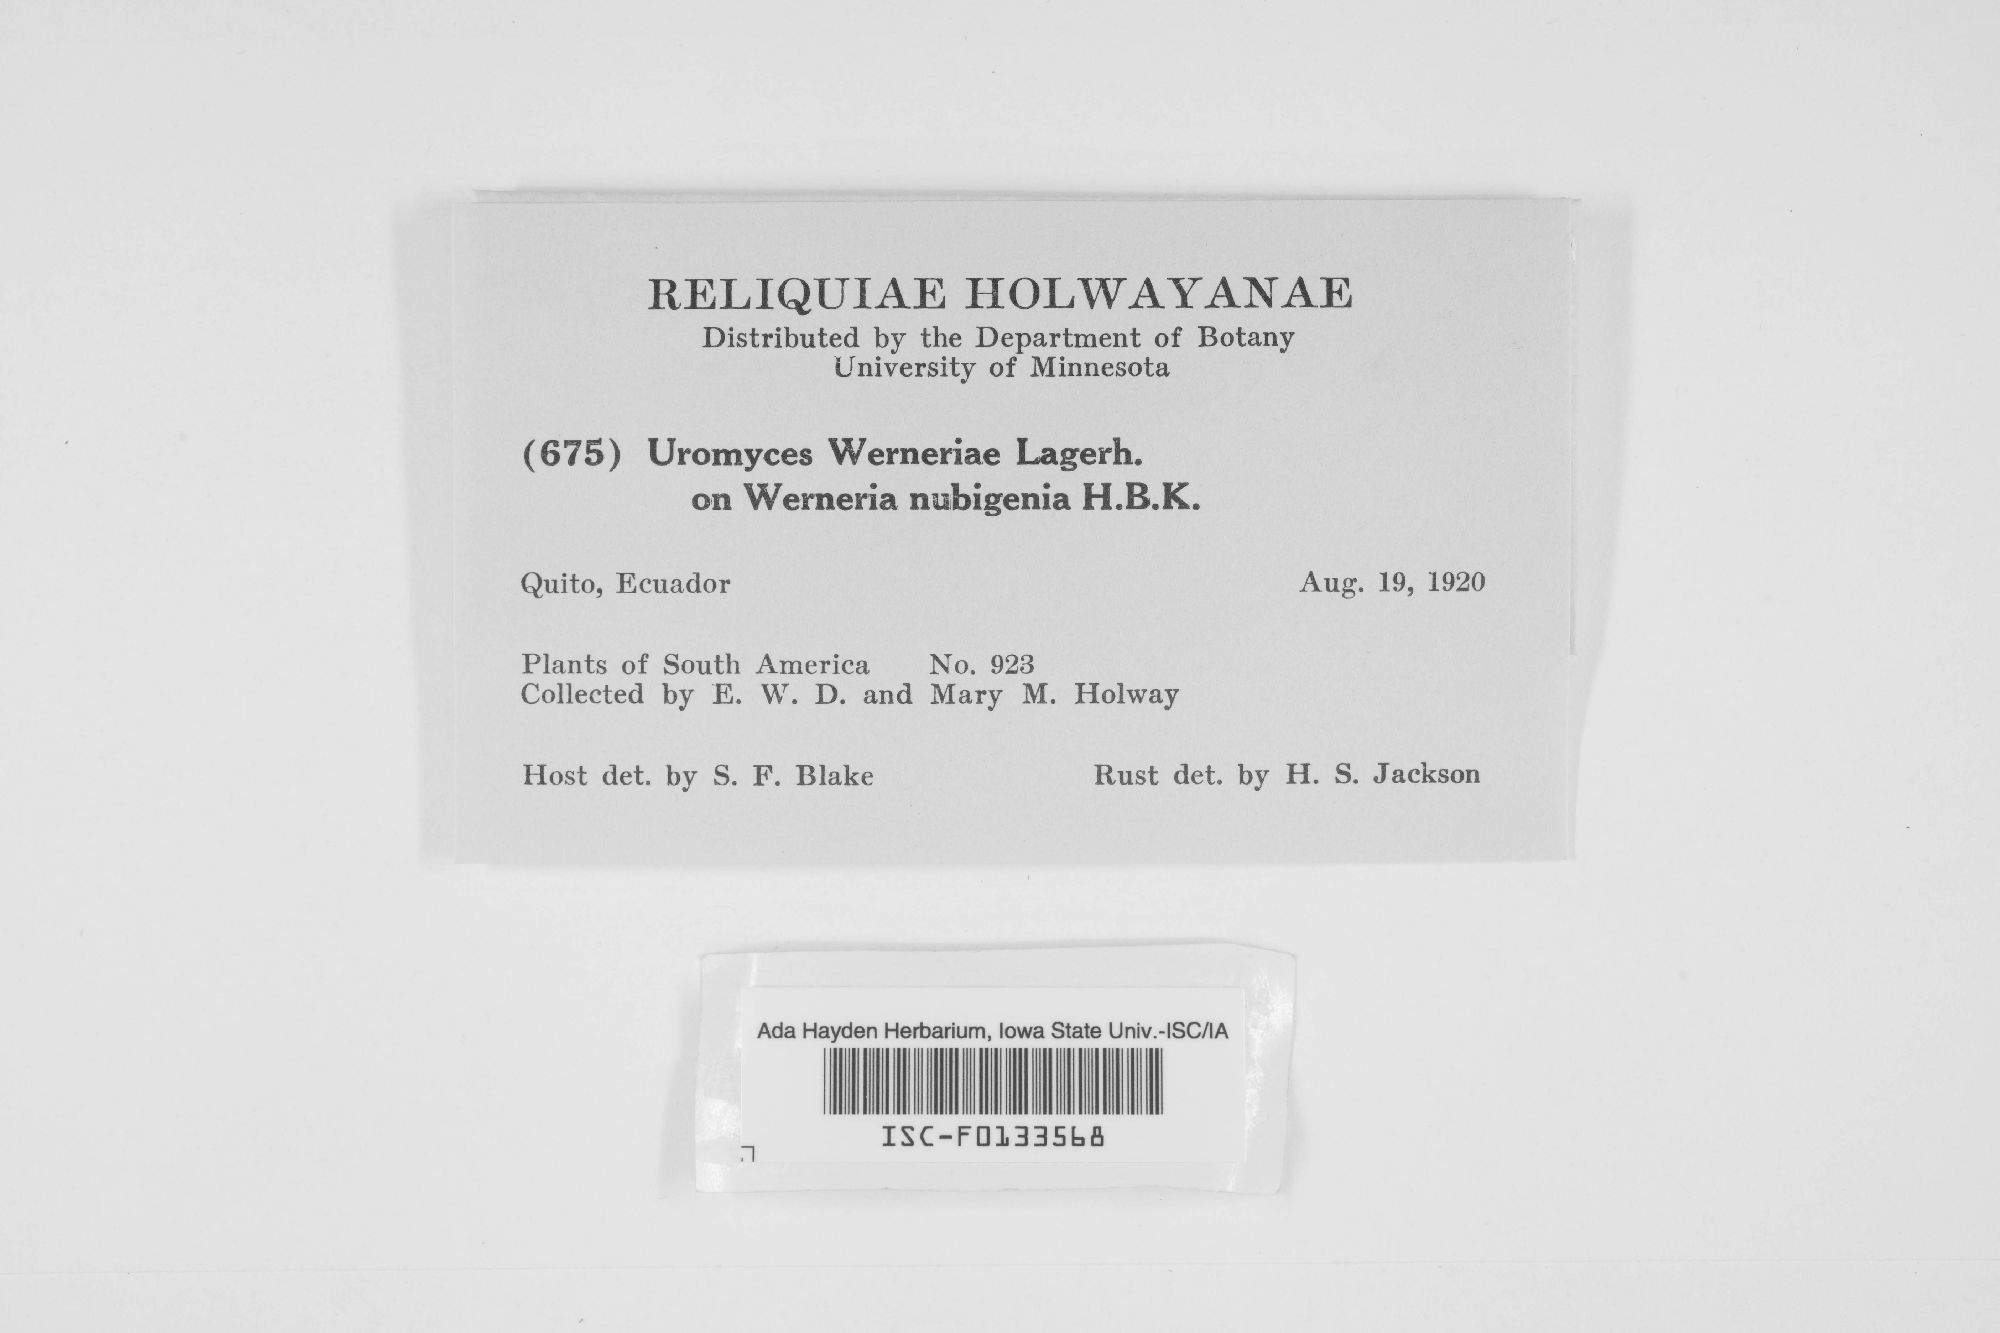 RELIQUIAE HOLWAYANAE
Distributed by the Department of Botany
University of Minnesota
(675) Uromyces Werneriae Lagerh.
on Werneria nubigenia H.B.K.
Quito, Ecuador Aug. 19, 1920
Plants of South America No. 923
Collected by E. W. D. and Mary M. Holway
Host det. by S. F. Blake Rust det. by H. S. Jackson
Ada Hayden Herbarium, Iowa State Univ.-ISC/IA
ISC-F0133568